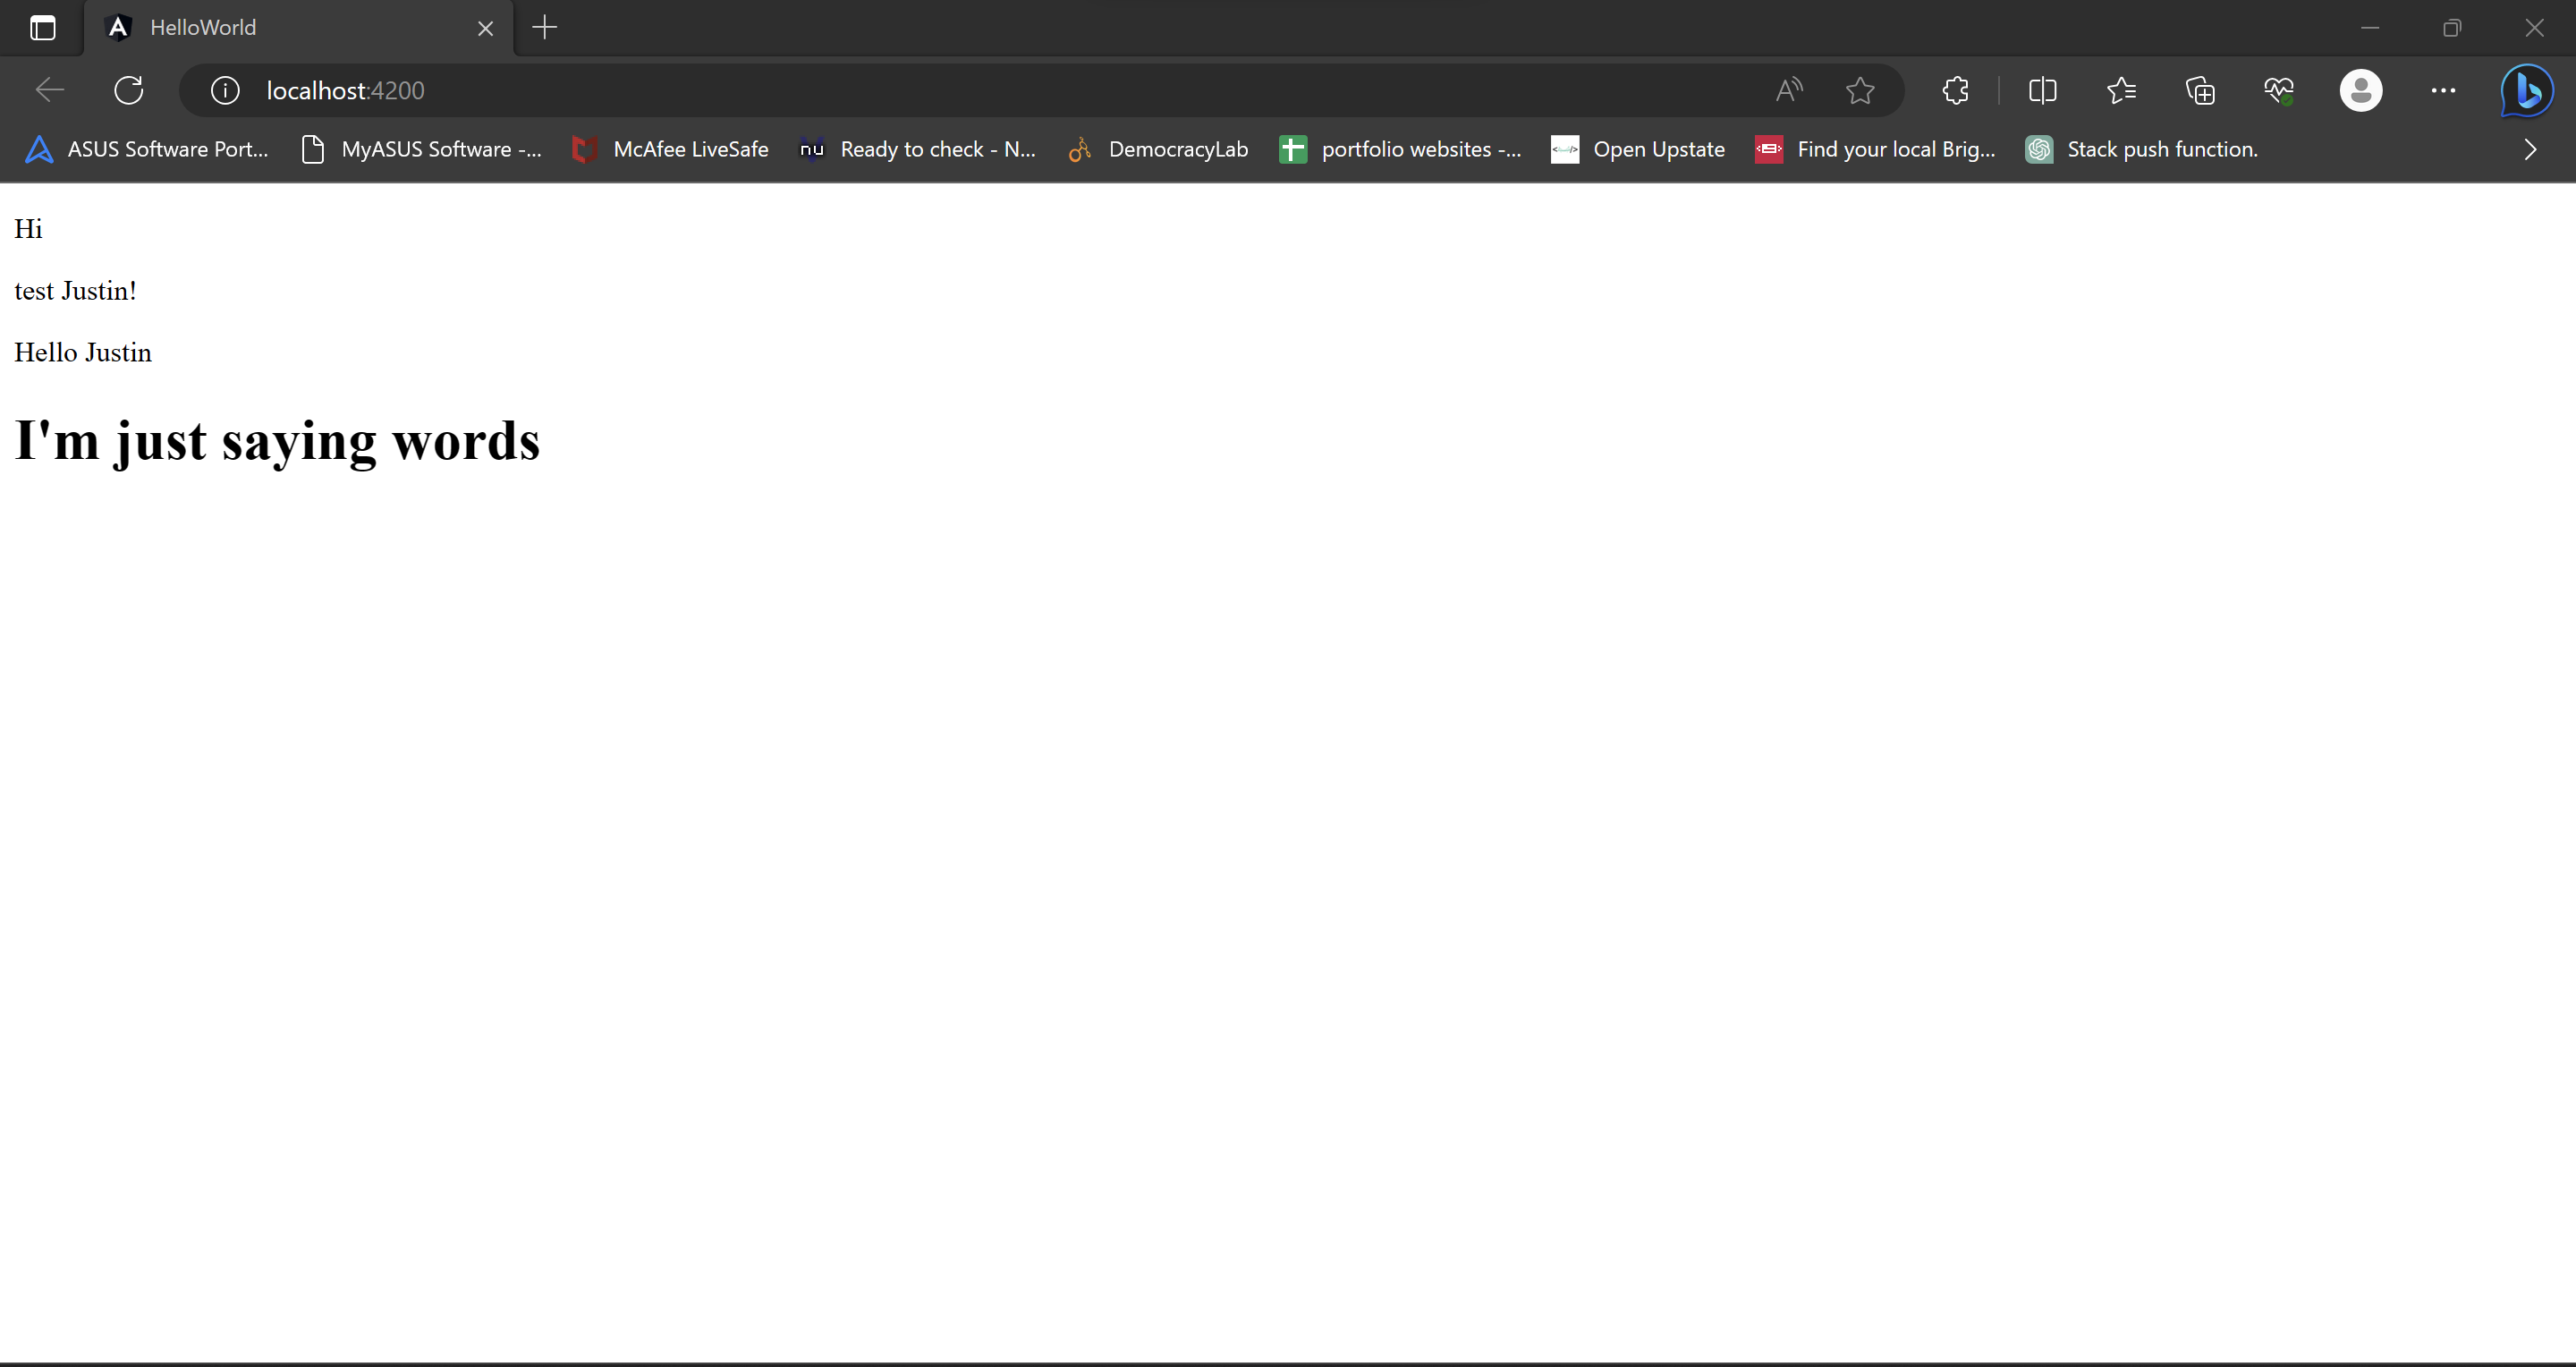 HelloWorld
localhost:4200
ASUS Software Port... MyASUS Software -... McAfee LiveSafe nu Ready to check - N... DemocracyLab portfolio websites -... Open Upstate Find your local Brig... Stack push function.
Hi
test Justin!
Hello Justin
I'm just saying words